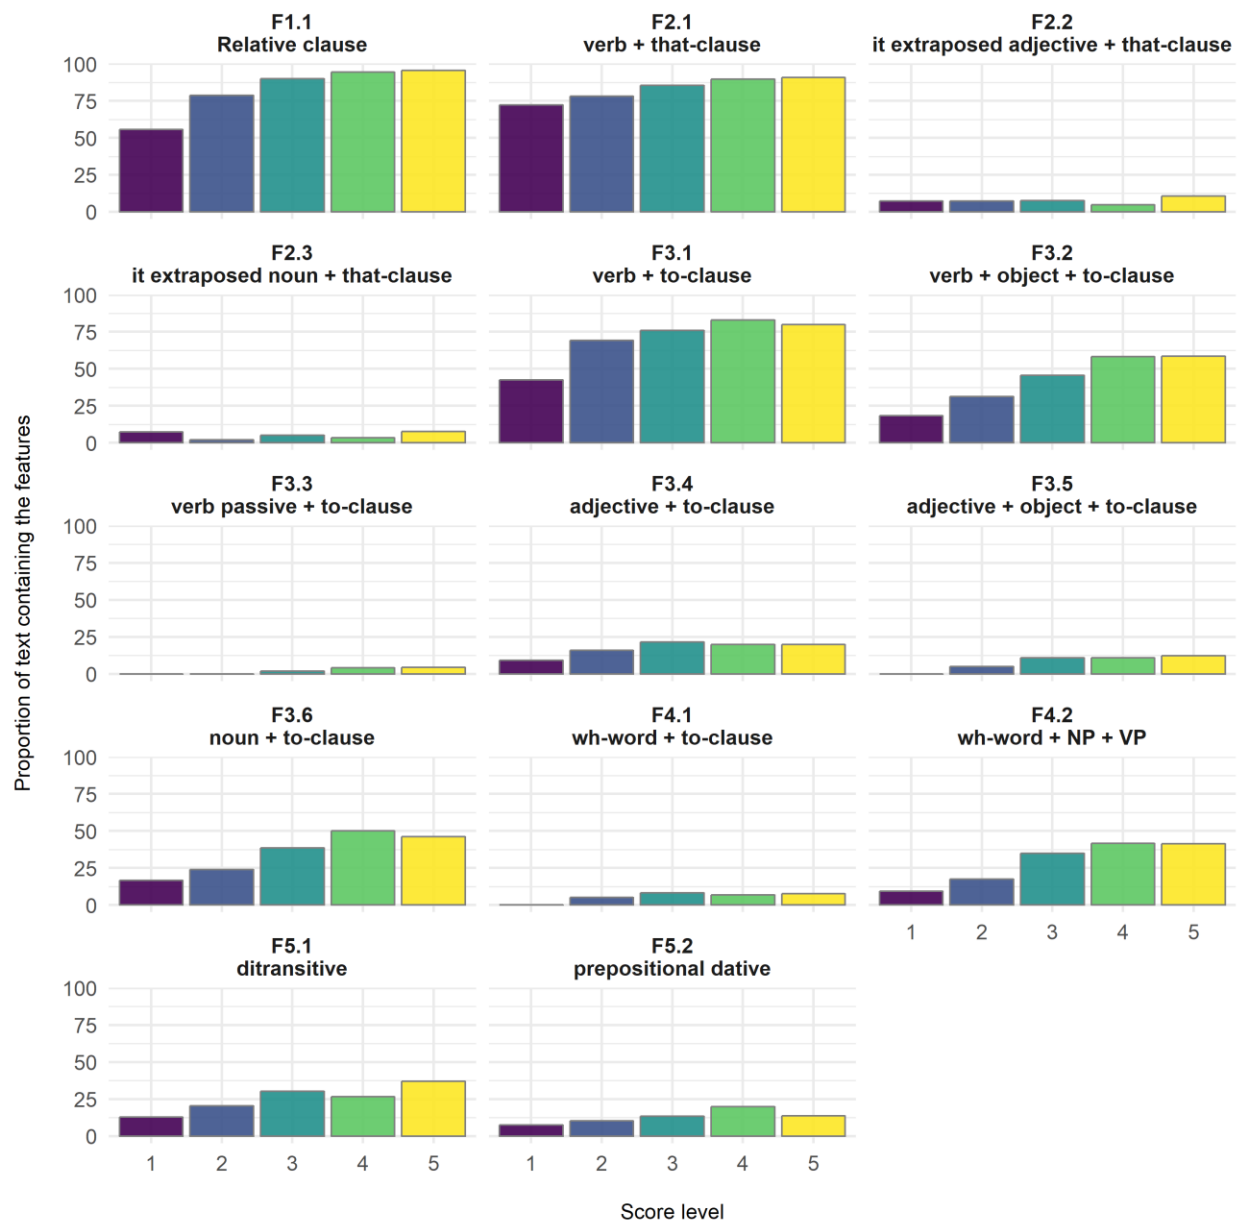 F1.1
Relative clause
F2.1
verb + that-clause
F2.2
it extraposed adjective + that-clause
100
75
50
25
0
F2.3
it extraposed noun + that-clause
F3.1
verb + to-clause
F3.2
verb + object + to-clause
100
75
50
25
0
F3.3
verb passive + to-clause
F3.4
adjective + to-clause
F3.5
adjective + object + to-clause
100
75
50
25
0
F3.6
noun + to-clause
F4.1
wh-word + to-clause
F4.2
wh-word + NP + VP
100
75
50
25
0
1 2 3 4 5
F5.1
ditransitive
F5.2
prepositional dative
100
75
50
25
0
1 2 3 4 5
1 2 3 4 5
Proportion of text containing the features
Score level